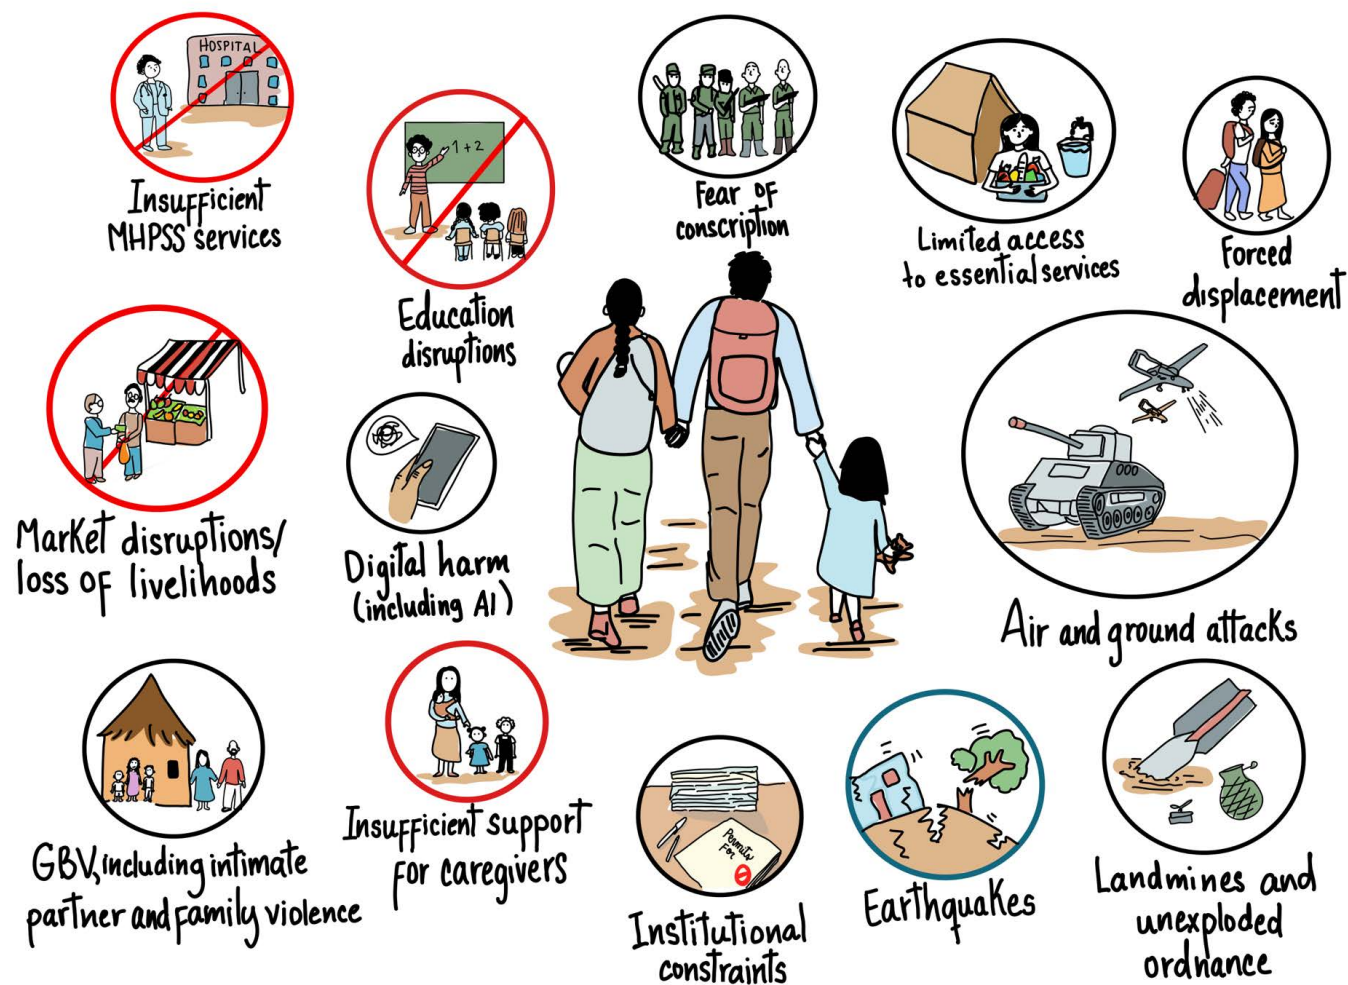 HOSPITAL
Insufficient
MHPSS services
1 + 2
Education
disruptions
Fear of
conscription
Limited access
to essential services
Forced
displacement
Market disruptions/
loss of livelihoods
Digital harm
(including AI)
Air and ground attacks
GBV, including intimate
partner and family violence
Insufficient support
for caregivers
Permits
For
Institutional
constraints
Earthquakes
Landmines and
unexploded
ordnance